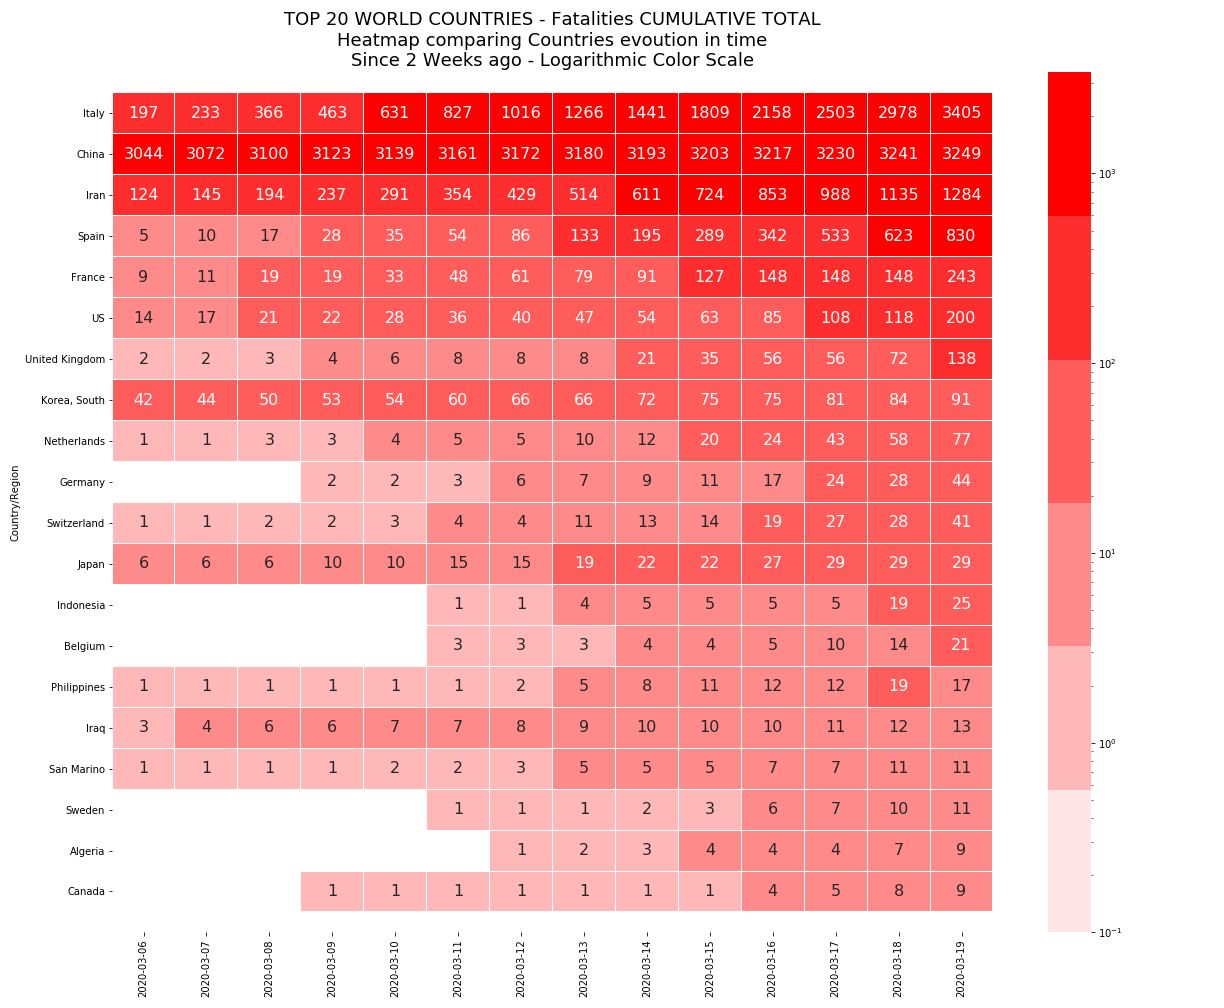 TOP 20 WORLD COUNTRIES - Fatalities CUMULATIVE TOTAL
Heatmap comparing Countries evoution in time
Since 2 Weeks ago - Logarithmic Color Scale
Italy 197 233 366 463 631 827 1016 1266 1441 1809 2158 2503 2978 3405
China 3044 3072 3100 3123 3139 3161 3172 3180 3193 3203 3217 3230 3241 3249
Iran 124 145 194 237 291 354 429 514 611 724 853 988 1135 1284
Spain 5 10 17 28 35 54 86 133 195 289 342 533 623 830
France 9 11 19 19 33 48 61 79 91 127 148 148 148 243
US 14 17 21 22 28 36 40 47 54 63 85 108 118 200
United Kingdom 2 2 3 4 6 8 8 8 21 35 56 56 72 138
Korea, South 42 44 50 53 54 60 66 66 72 75 75 81 84 91
Netherlands 1 1 3 3 4 5 5 10 12 20 24 43 58 77
Germany 2 2 3 6 7 9 11 17 24 28 44
Switzerland 1 1 2 2 3 4 4 11 13 14 19 27 28 41
Japan 6 6 6 10 10 15 15 19 22 22 27 29 29 29
Indonesia 1 1 4 5 5 5 5 19 25
Belgium 3 3 3 4 4 5 10 14 21
Philippines 1 1 1 1 1 1 2 5 8 11 12 12 19 17
Iraq 3 4 6 6 7 7 8 9 10 10 10 11 12 13
San Marino 1 1 1 1 2 2 3 5 5 5 7 7 11 11
Sweden 1 1 1 2 3 6 7 10 11
Algeria 1 2 3 4 4 4 7 9
Canada 1 1 1 1 1 1 1 4 5 8 9
Country/Region
2020-03-06 2020-03-07 2020-03-08 2020-03-09 2020-03-10 2020-03-11 2020-03-12 2020-03-13 2020-03-14 2020-03-15 2020-03-16 2020-03-17 2020-03-18 2020-03-19
10³
10²
10¹
10⁰
10⁻¹